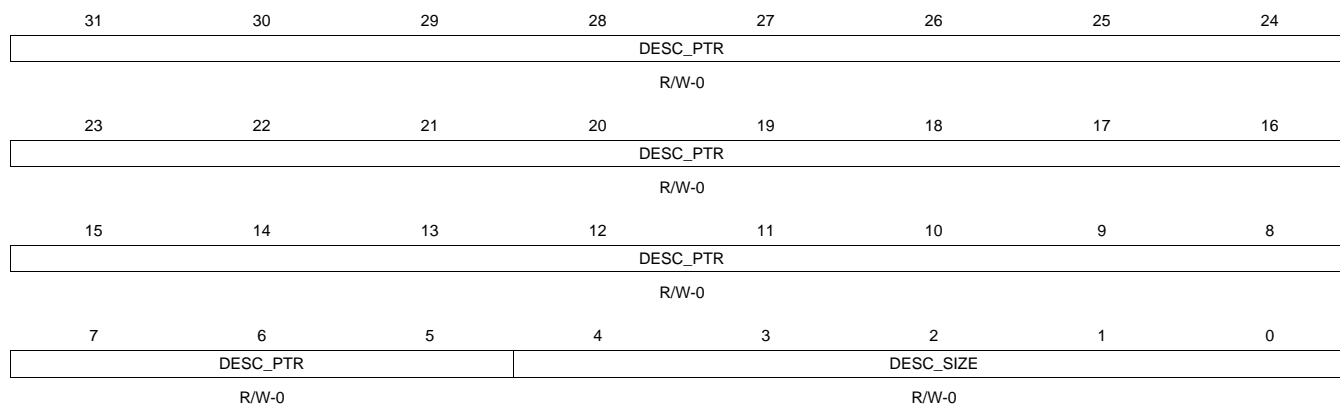 31 30 29 28 27 26 25 24
DESC_PTR
R/W-0
23 22 21 20 19 18 17 16
DESC_PTR
R/W-0
15 14 13 12 11 10 9 8
DESC_PTR
R/W-0
7 6 5 4 3 2 1 0
DESC_PTR DESC_SIZE
R/W-0 R/W-0